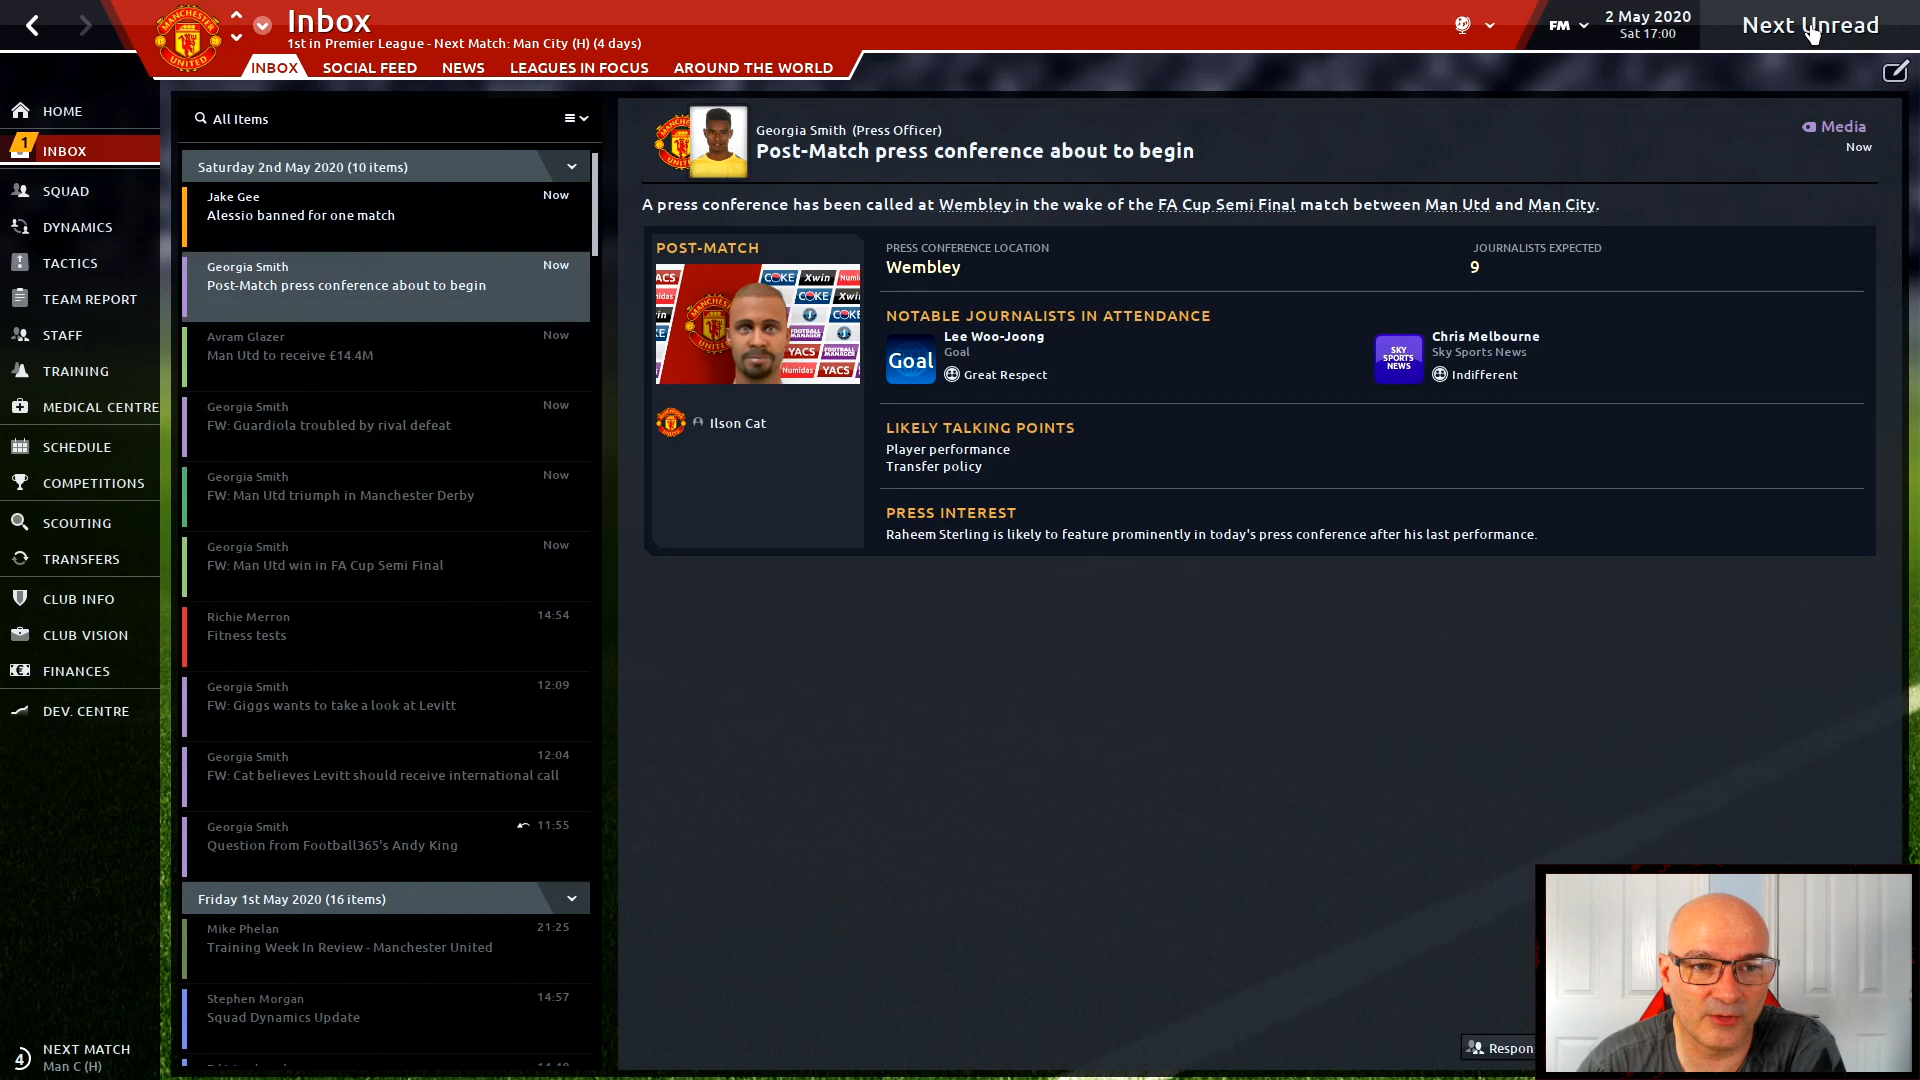 Inbox
1st in Premier League - Next Match: Man City (H) (4 days)
FM
2 May 2020
Sat 17:00
Next Unread
INBOX
SOCIAL FEED
NEWS
LEAGUES IN FOCUS
AROUND THE WORLD
HOME
1
INBOX
SQUAD
DYNAMICS
TACTICS
TEAM REPORT
STAFF
TRAINING
MEDICAL CENTRE
SCHEDULE
COMPETITIONS
SCOUTING
TRANSFERS
CLUB INFO
CLUB VISION
FINANCES
DEV. CENTRE
4
NEXT MATCH
Man C (H)
All Items
Saturday 2nd May 2020 (10 items)
Jake Gee
Now
Alessio banned for one match
Georgia Smith
Now
Post-Match press conference about to begin
Avram Glazer
Now
Man Utd to receive £14.4M
Georgia Smith
Now
FW: Guardiola troubled by rival defeat
Georgia Smith
Now
FW: Man Utd triumph in Manchester Derby
Georgia Smith
Now
FW: Man Utd win in FA Cup Semi Final
Richie Merron
14:54
Fitness tests
Georgia Smith
12:09
FW: Giggs wants to take a look at Levitt
Georgia Smith
12:04
FW: Cat believes Levitt should receive international call
Georgia Smith
11:55
Question from Football365's Andy King
Friday 1st May 2020 (16 items)
Mike Phelan
21:25
Training Week In Review - Manchester United
Stephen Morgan
14:57
Squad Dynamics Update
Georgia Smith (Press Officer)
Post-Match press conference about to begin
Media
Now
A press conference has been called at Wembley in the wake of the FA Cup Semi Final match between Man Utd and Man City.
POST-MATCH
MANCHESTER
UNITED
COKE
Xwin
YACS
FOOTBALL MANAGER
Numidas
YACS
Ilson Cat
PRESS CONFERENCE LOCATION
Wembley
JOURNALISTS EXPECTED
9
NOTABLE JOURNALISTS IN ATTENDANCE
Goal
Lee Woo-Joong
Goal
Great Respect
SKY SPORTS NEWS
Chris Melbourne
Sky Sports News
Indifferent
LIKELY TALKING POINTS
Player performance
Transfer policy
PRESS INTEREST
Raheem Sterling is likely to feature prominently in today's press conference after his last performance.
Respon